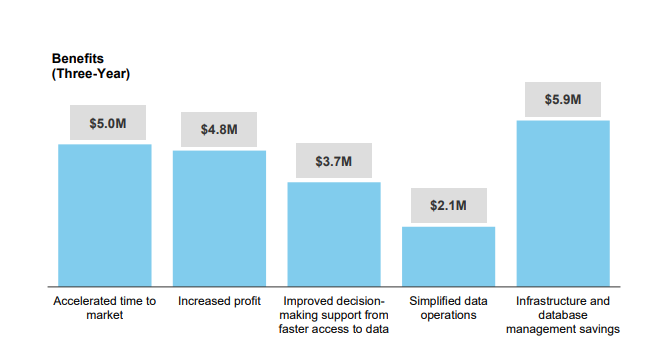 Benefits
(Three-Year)
$5.0M
$4.8M
$3.7M
$2.1M
$5.9M
Accelerated time to
market
Increased profit
Improved decision-
making support from
faster access to data
Simplified data
operations
Infrastructure and
database
management savings